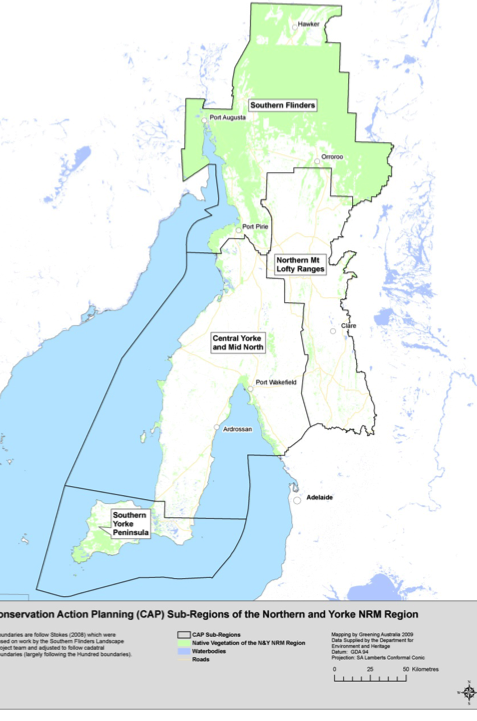 Hawker
Southern Flinders
Port Augusta
Orroroo
Port Pirie
Northern Mt
Lofty Ranges
Clare
Central Yorke
and Mid North
Port Wakefield
Ardrossan
Adelaide
Southern
Yorke
Peninsula
onservation Action Planning (CAP) Sub-Regions of the Northern and Yorke NRM Region
oundaries are follow Stokes (2008) which were
ased on work by the Southern Flinders Landscape
oject team and adjusted to follow cadatral
oundaries (largely following the Hundred boundaries).
CAP Sub-Regions
Native Vegetation of the N&Y NRM Region
Waterbodies
Roads
Mapping by Greening Australia 2009
Data Supplied by the Department for
Environment and Heritage
Datum: GDA 94
Projection: SA Lamberts Conformal Conic
0 25 50 Kilometres
N
W E
S